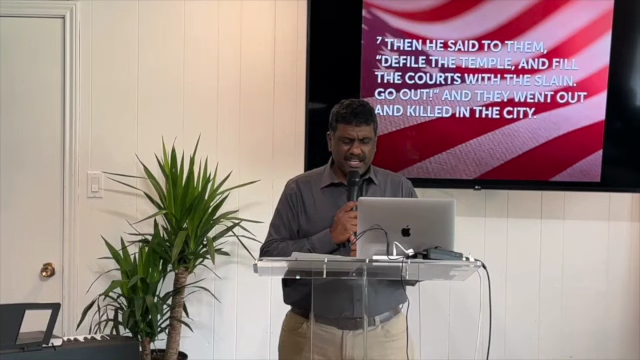 7 THEN HE SAID TO THEM,
"DEFILE THE TEMPLE, AND FILL
THE COURTS WITH THE SLAIN.
GO OUT!" AND THEY WENT OUT
AND KILLED IN THE CITY.